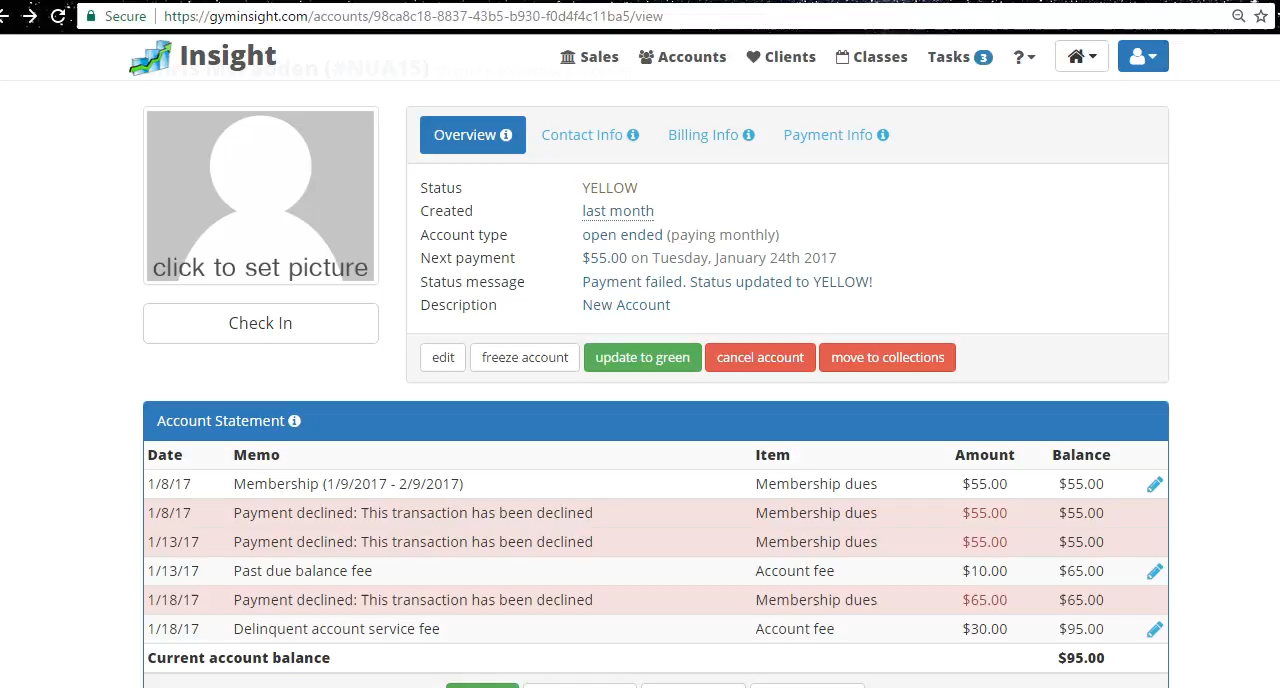 Secure | https://gyminsight.com/accounts/98ca8c18-8837-43b5-b930-f0d4f4c11ba5/view
Insight Sales Accounts Clients Classes Tasks 3 ?
(#NUA15)
Overview Contact Info Billing Info Payment Info
click to set picture
Check In
Status YELLOW
Created last month
Account type open ended (paying monthly)
Next payment $55.00 on Tuesday, January 24th 2017
Status message Payment failed. Status updated to YELLOW!
Description New Account
edit freeze account update to green cancel account move to collections
Account Statement
Date Memo Item Amount Balance
1/8/17 Membership (1/9/2017 - 2/9/2017) Membership dues $55.00 $55.00
1/8/17 Payment declined: This transaction has been declined Membership dues $55.00 $55.00
1/13/17 Payment declined: This transaction has been declined Membership dues $55.00 $55.00
1/13/17 Past due balance fee Account fee $10.00 $65.00
1/18/17 Payment declined: This transaction has been declined Membership dues $65.00 $65.00
1/18/17 Delinquent account service fee Account fee $30.00 $95.00
Current account balance $95.00